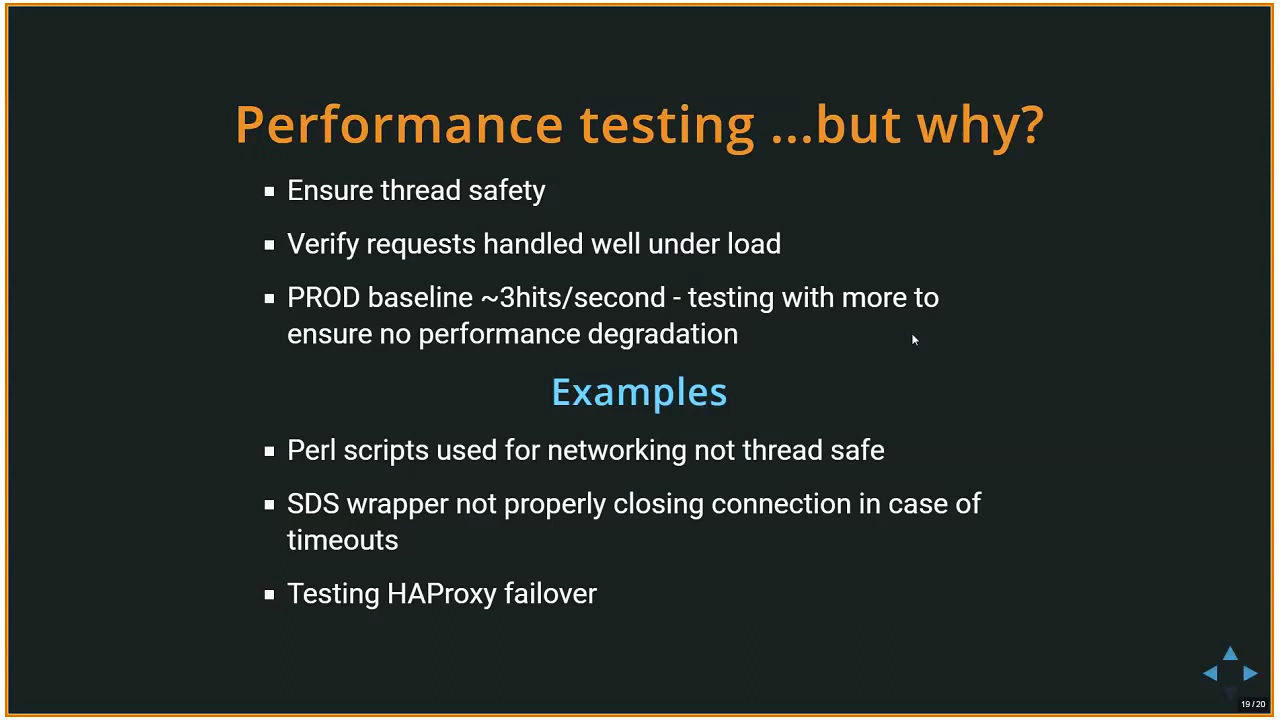 Performance testing ...but why?
Ensure thread safety
Verify requests handled well under load
PROD baseline ~3hits/second - testing with more to
ensure no performance degradation
Examples
Perl scripts used for networking not thread safe
SDS wrapper not properly closing connection in case of
timeouts
Testing HAProxy failover
19 / 20